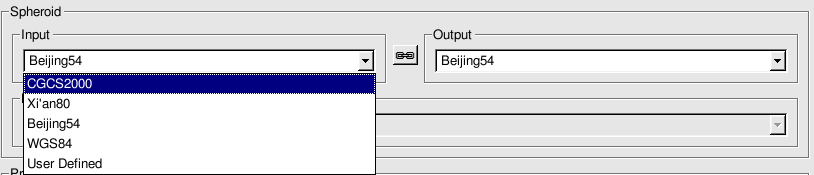 Spheroid
Input
Output
Beijing54
Beijing54
CGCS2000
Xi'an80
Beijing54
WGS84
User Defined